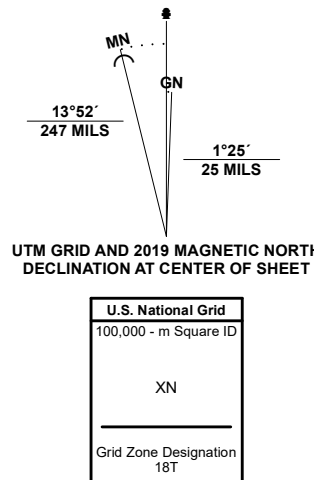 MN
GN
13°52´
247 MILS
1°25´
25 MILS
UTM GRID AND 2019 MAGNETIC NORTH
DECLINATION AT CENTER OF SHEET
U.S. National Grid
100,000 - m Square ID
XN
Grid Zone Designation
18T